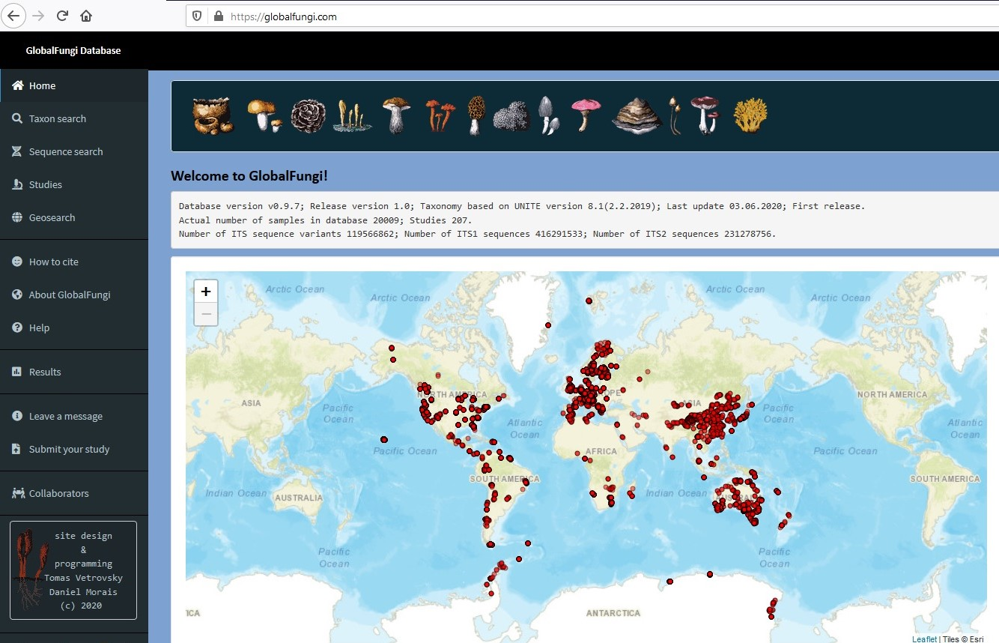 https://globalfungi.com
GlobalFungi Database
Home
Taxon search
Sequence search
Studies
Geosearch
How to cite
About GlobalFungi
Help
Results
Leave a message
Submit your study
Collaborators
site design
&
programming
Tomas Vetrovsky
Daniel Morais
(c) 2020
Welcome to GlobalFungi!
Database version v0.9.7; Release version 1.0; Taxonomy based on UNITE version 8.1(2.2.2019); Last update 03.06.2020; First release.
Actual number of samples in database 20009; Studies 207.
Number of ITS sequence variants 119566862; Number of ITS1 sequences 416291533; Number of ITS2 sequences 231278756.
+
−
Arctic Ocean
Arctic Ocean
Arctic Ocean
Arctic Ocean
ASIA
Pacific
Ocean
AMERICA
Atlantic
Ocean
ASIA
Pacific
Ocean
NORTH AMERICA
Atlantic
Ocean
Pacific Ocean
AFRICA
Pacific Ocean
SOUTH AMERICA
SOUTH AMERICA
Indian Ocean
AUSTRALIA
Indian Ocean
Pacific
Ocean
Pacific
Ocean
ICA
ANTARCTICA
Leaflet | Tiles © Esri